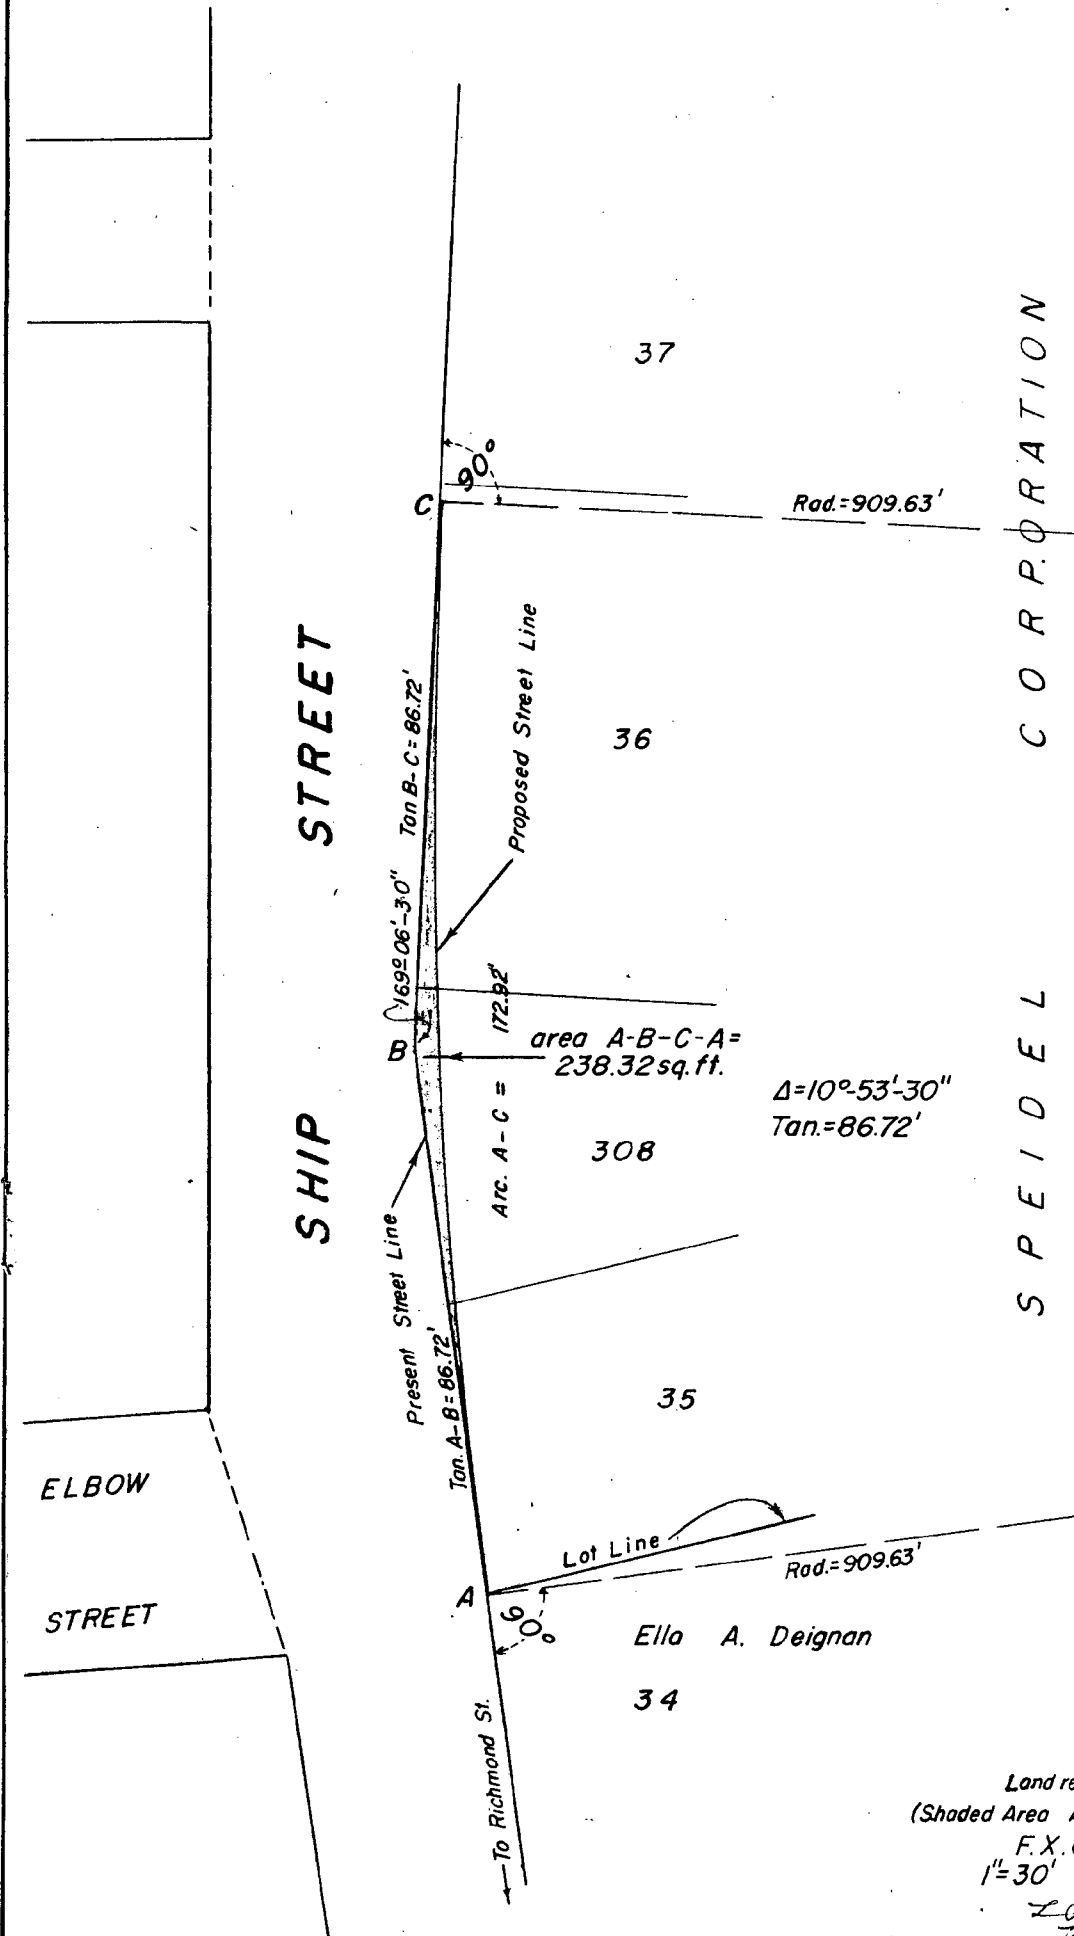 37
90°
C
Rad.=909.63'
SPEIDEL CORPORATION
SHIP STREET
Proposed Street Line
Tan B-C=86.72'
36
169°06'-30"
B
Arc. A-C = 172.92'
area A-B-C-A=
238.32 sq. ft.
Δ=10°-53'-30"
Tan.=86.72'
308
Present Street Line
Tan. A-B=86.72'
35
ELBOW
STREET
Lot Line
Rad.=909.63'
A
90°
Ella A. Deignan
34
To Richmond St.
Land
(Shaded Area
F.X.
1"=30'